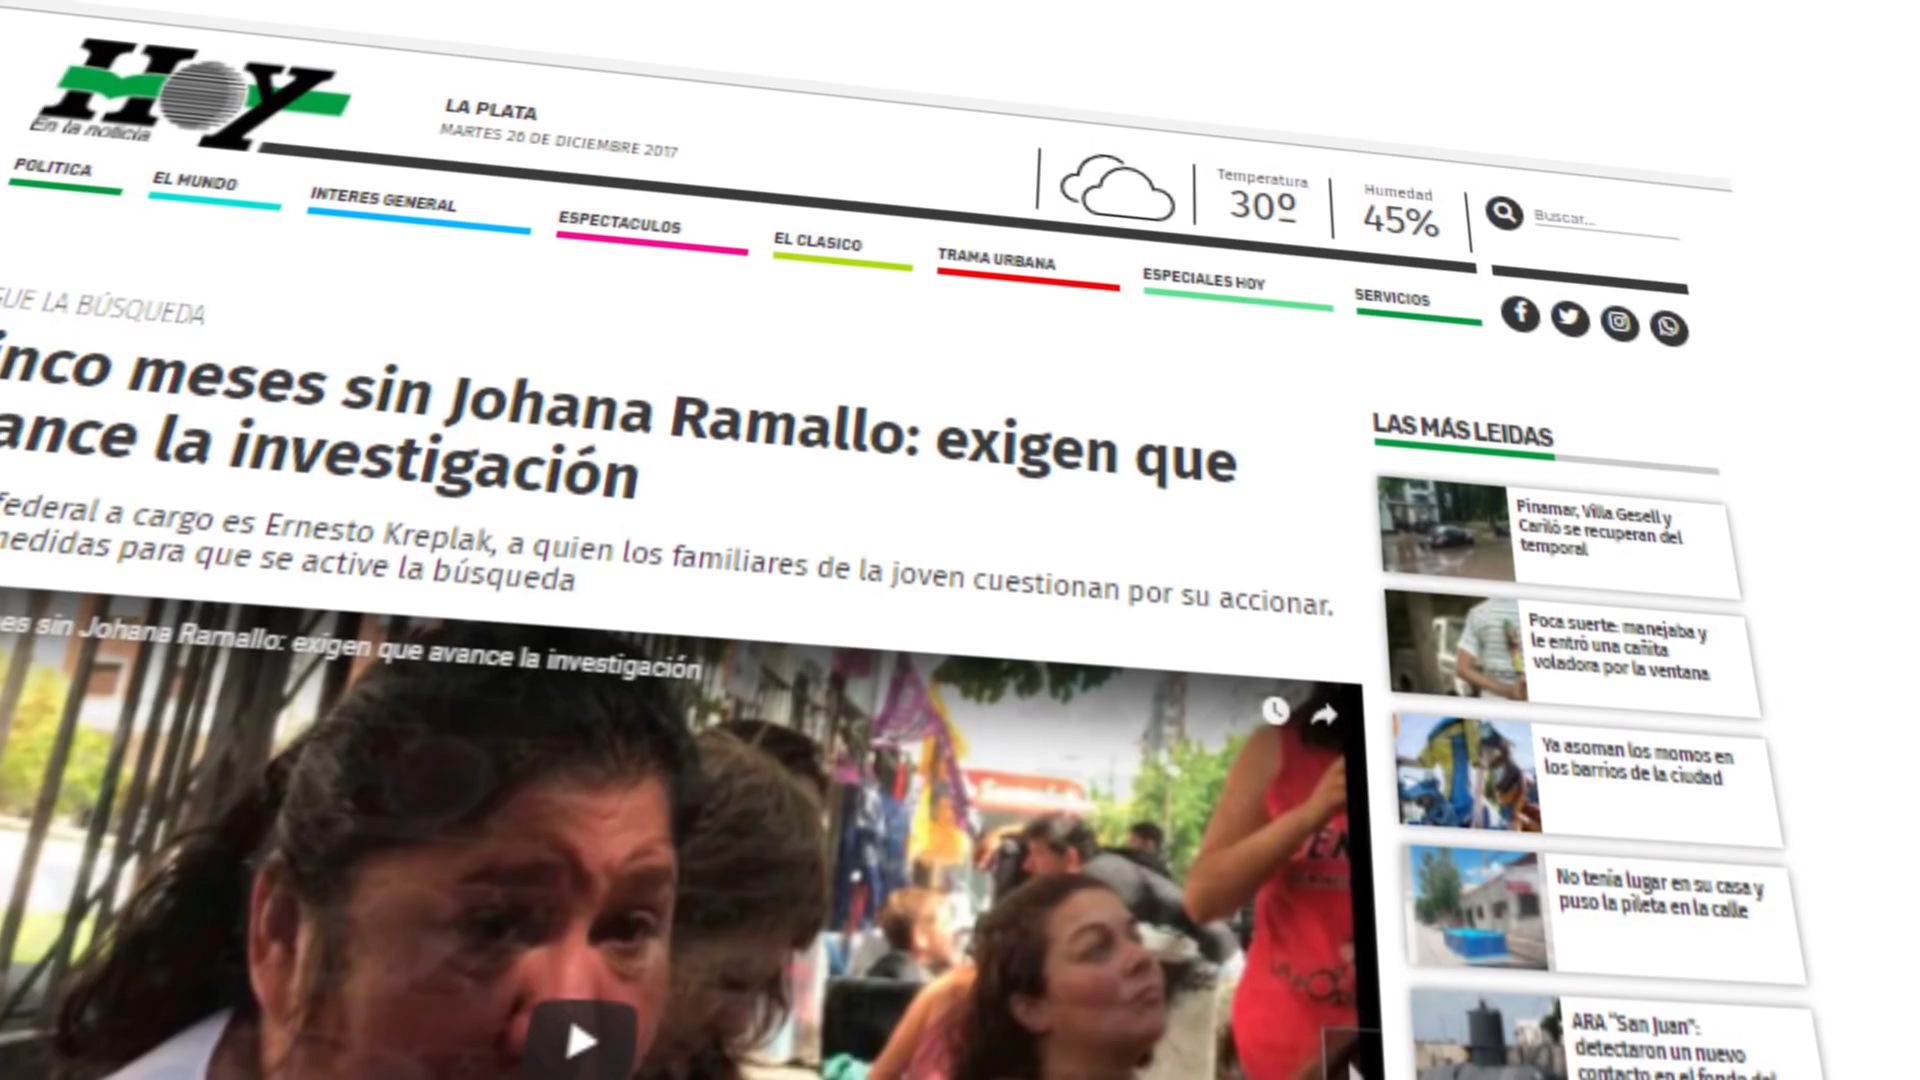 HOY
En la noticia
LA PLATA
MARTES 26 DE DICIEMBRE 2017
Temperatura
30º
Humedad
45%
Buscar...
POLITICA
EL MUNDO
INTERES GENERAL
ESPECTACULOS
EL CLASICO
TRAMA URBANA
ESPECIALES HOY
SERVICIOS
GUE LA BÚSQUEDA
inco meses sin Johana Ramallo: exigen que
ance la investigación
federal a cargo es Ernesto Kreplak, a quien los familiares de la joven cuestionan por su accionar.
medidas para que se active la búsqueda
es sin Johana Ramallo: exigen que avance la investigación
LAS MÁS LEIDAS
Pinamar, Villa Gesell y
Cariló se recuperan del
temporal
Poca suerte: manejaba y
le entró una cañita
voladora por la ventana
Ya asoman los momos en
los barrios de la ciudad
No tenía lugar en su casa y
puso la pileta en la calle
ARA "San Juan":
detectaron un nuevo
contacto en el fondo del